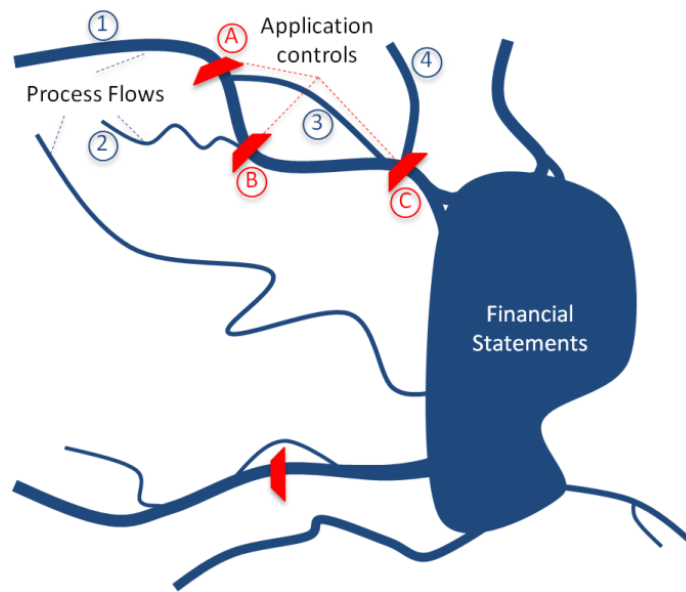 1
A
Application
controls
4
Process Flows
3
2
B
C
Financial
Statements